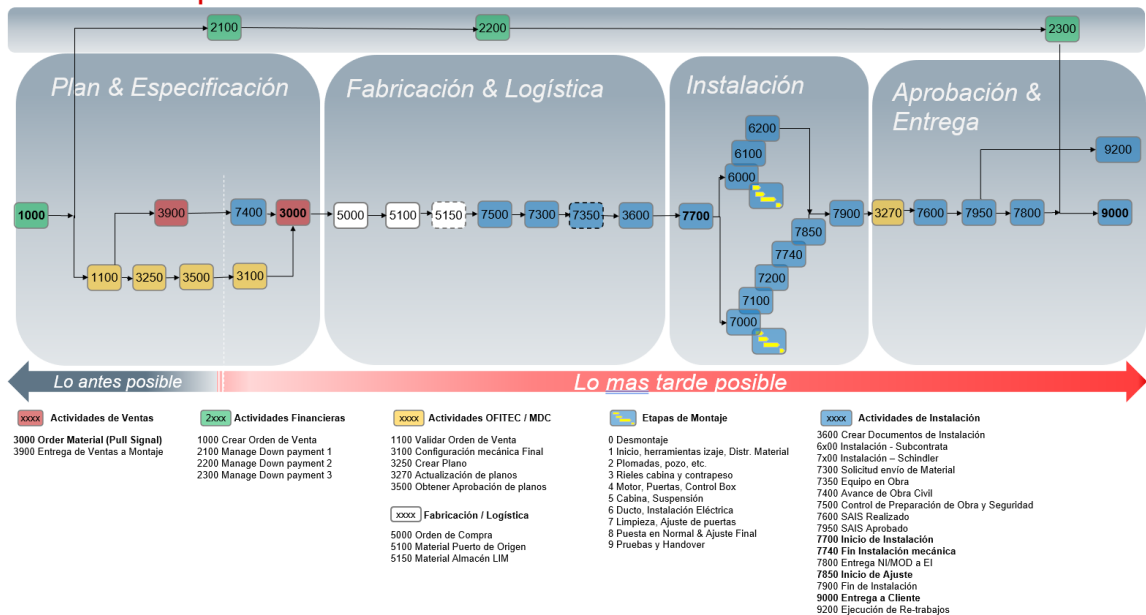 2100
2200
2300
Plan & Especificación
Fabricación & Logística
Instalación
Aprobación &
Entrega
6200
6100
6000
9200
1000
3900
7400
3000
5000
5100
5150
7500
7300
7350
3600
7700
7900
3270
7600
7950
7800
9000
7850
7740
7200
7100
7000
1100
3250
3500
3100
Lo antes posible
Lo mas tarde posible
xxxx Actividades de Ventas
3000 Order Material (Pull Signal)
3900 Entrega de Ventas a Montaje
2xxx Actividades Financieras
1000 Crear Orden de Venta
2100 Manage Down payment 1
2200 Manage Down payment 2
2300 Manage Down payment 3
xxxx Actividades OFITEC / MDC
1100 Validar Orden de Venta
3100 Configuración mecánica Final
3250 Crear Plano
3270 Actualización de planos
3500 Obtener Aprobación de planos
xxxx Fabricación / Logística
5000 Orden de Compra
5100 Material Puerto de Origen
5150 Material Almacén LIM
Etapas de Montaje
0 Desmontaje
1 Inicio, herramientas izaje, Distr. Material
2 Plomadas, pozo, etc.
3 Rieles cabina y contrapeso
4 Motor, Puertas, Control Box
5 Cabina, Suspensión
6 Ducto, Instalación Eléctrica
7 Limpieza, Ajuste de puertas
8 Puesta en Normal & Ajuste Final
9 Pruebas y Handover
xxxx Actividades de Instalación
3600 Crear Documentos de Instalación
6x00 Instalación - Subcontrata
7x00 Instalación – Schindler
7300 Solicitud envío de Material
7350 Equipo en Obra
7400 Avance de Obra Civil
7500 Control de Preparación de Obra y Seguridad
7600 SAIS Realizado
7950 SAIS Aprobado
7700 Inicio de Instalación
7740 Fin Instalación mecánica
7800 Entrega NI/MOD a EI
7850 Inicio de Ajuste
7900 Fin de Instalación
9000 Entrega a Cliente
9200 Ejecución de Re-trabajos